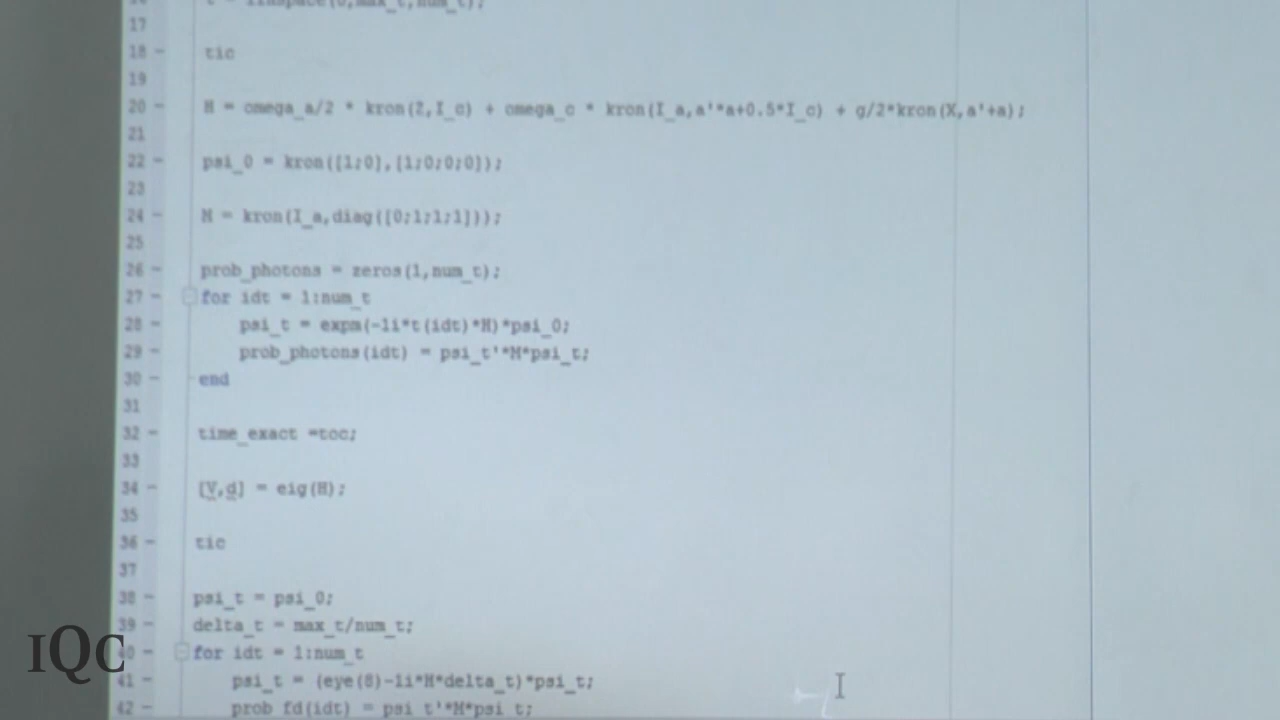 16 t = linspace(0,max_t,num_t);
17
18 - tic
19
20 - H = omega_a/2 * kron(Z,I_c) + omega_c * kron(I_a,a'*a+0.5*I_c) + g/2*kron(X,a'+a);
21
22 - psi_0 = kron([1;0],[1;0;0;0]);
23
24 - M = kron(I_a,diag([0;1;1;1]));
25
26 - prob_photons = zeros(1,num_t);
27 - for idt = 1:num_t
28 - psi_t = expm(-1i*t(idt)*H)*psi_0;
29 - prob_photons(idt) = psi_t'*M*psi_t;
30 - end
31
32 - time_exact =toc;
33
34 - [V,d] = eig(H);
35
36 - tic
37
38 - psi_t = psi_0;
39 - delta_t = max_t/num_t;
40 - for idt = 1:num_t
41 - psi_t = (eye(8)-1i*H*delta_t)*psi_t;
42 - prob_fd(idt) = psi_t'*M*psi_t;
IQC